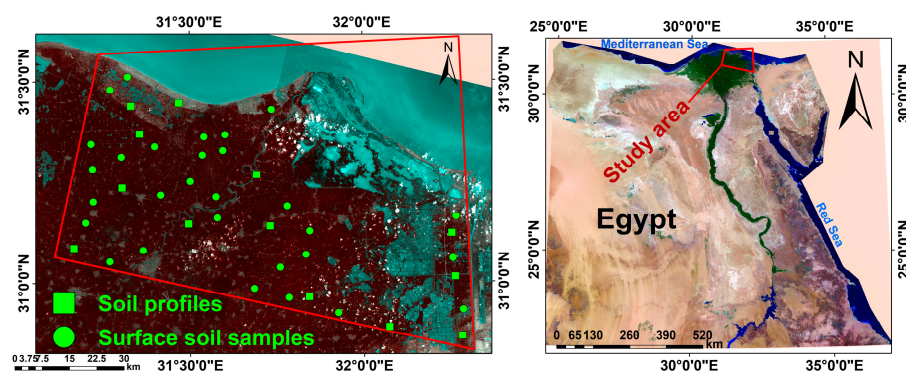 31°30'0"E 32°0'0"E
N
31°30'0"N
31°30'0"N
31°0'0"N
31°0'0"N
Soil profiles
Surface soil samples
0 3.75 7.5 15 22.5 30
km
31°30'0"E 32°0'0"E
25°0'0"E 30°0'0"E 35°0'0"E
Mediterranean Sea
N
30°0'0"N
30°0'0"N
Study area
Egypt
Red Sea
25°0'0"N
25°0'0"N
0 65 130 260 390 520
km
30°0'0"E 35°0'0"E